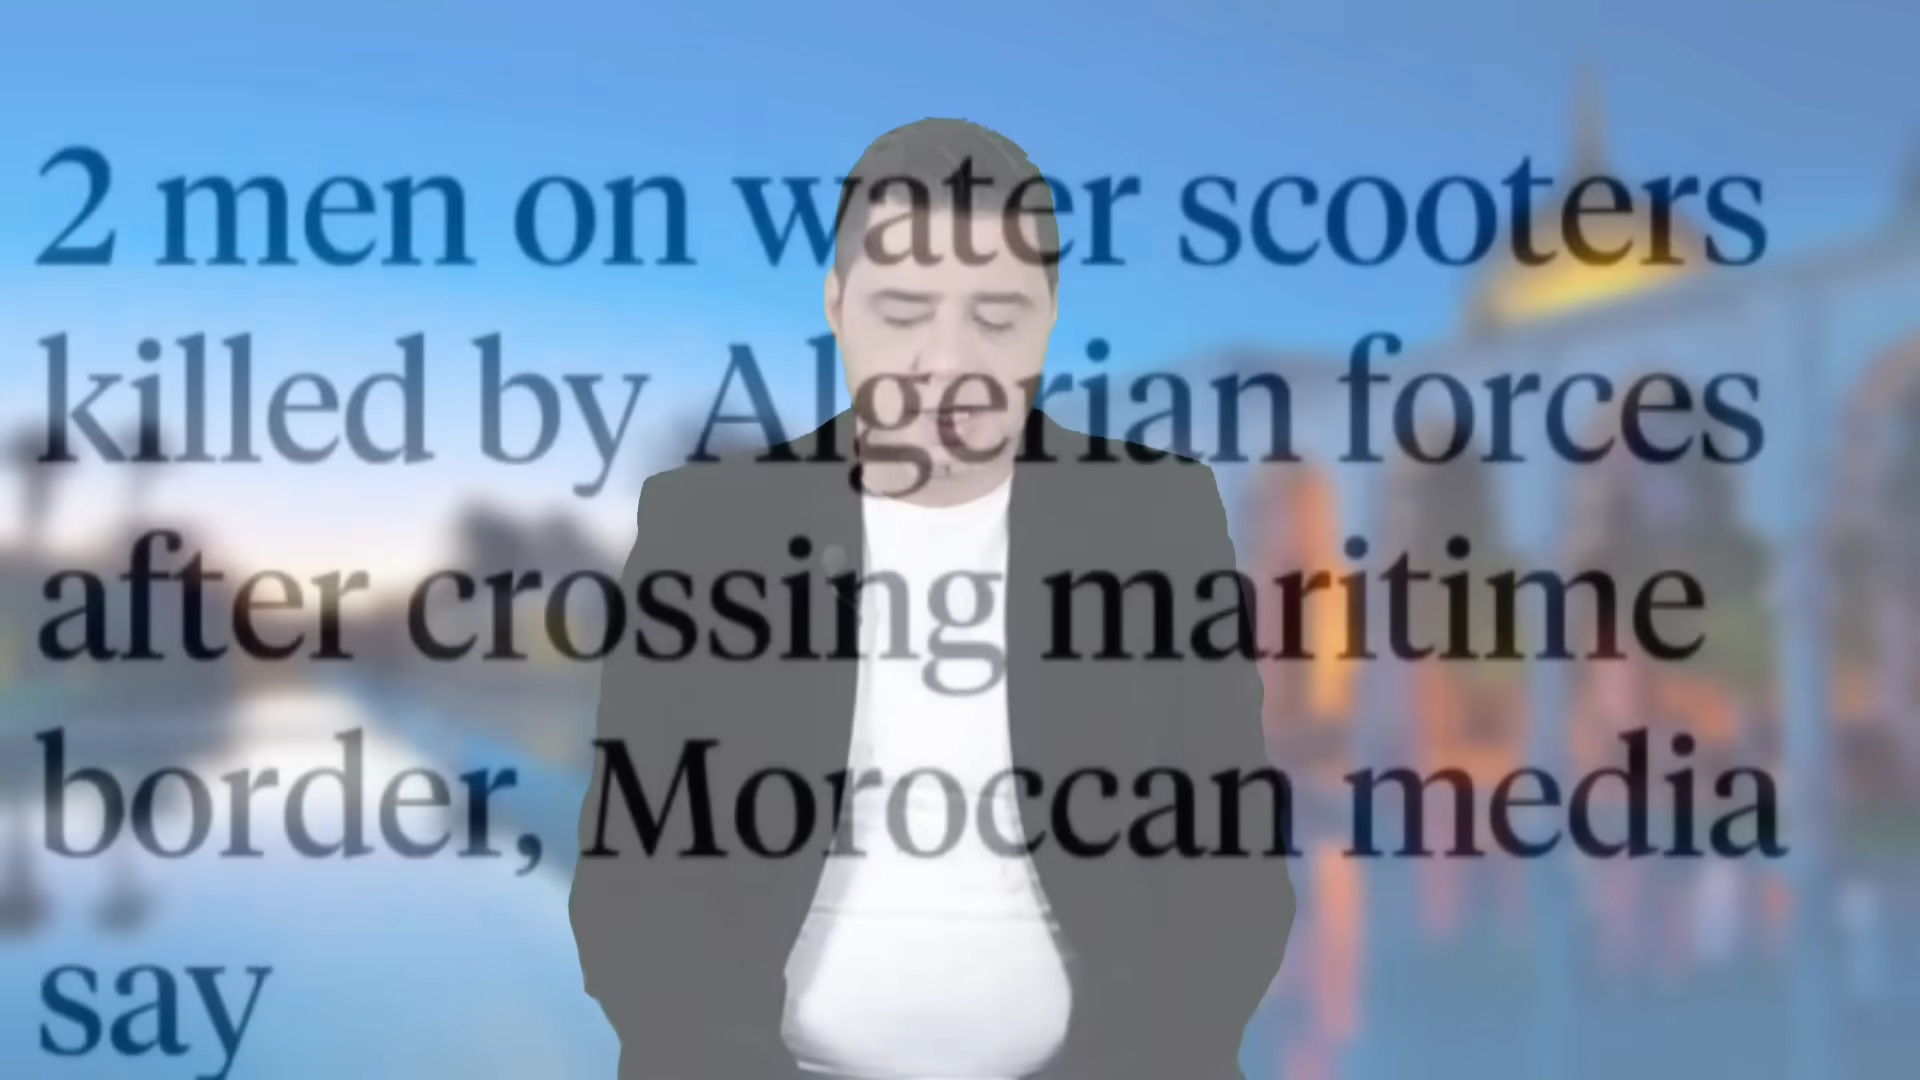 2 men on water scooters
killed by Algerian forces
after crossing maritime
border, Moroccan media
say